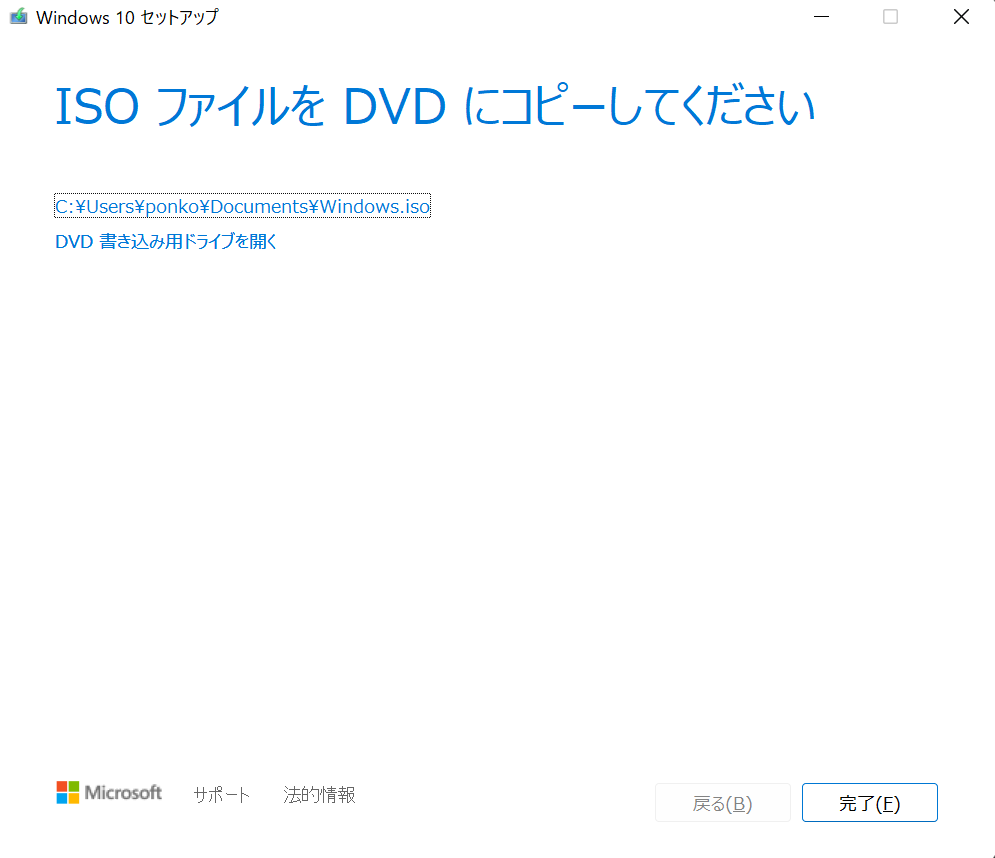 Windows 10 セットアップ
ISO ファイルを DVD にコピーしてください
C:¥Users¥ponko¥Documents¥Windows.iso
DVD 書き込み用ドライブを開く
Microsoft サポート 法的情報 戻る(B) 完了(F)